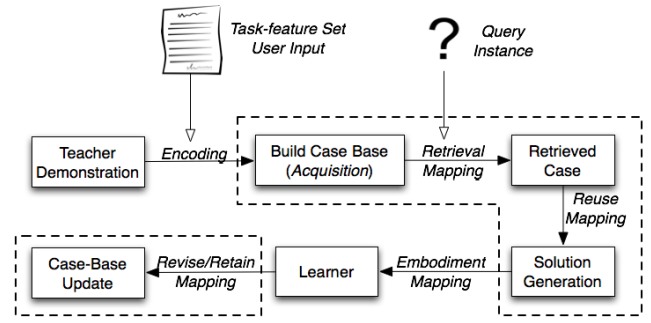 Task-feature Set
User Input
?
Query
Instance
Teacher
Demonstration
Encoding
Build Case Base
(Acquisition)
Retrieval
Mapping
Retrieved
Case
Reuse
Mapping
Case-Base
Update
Revise/Retain
Mapping
Learner
Embodiment
Mapping
Solution
Generation